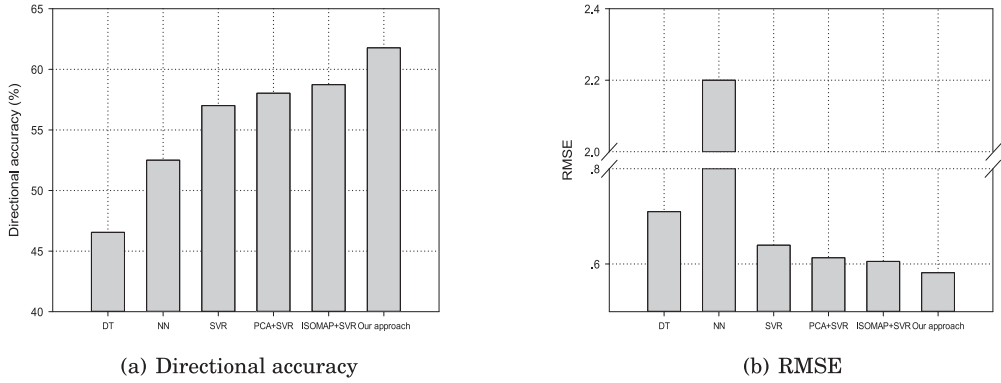 Directional accuracy (%)
65
60
55
50
45
40
DT NN SVR PCA+SVR ISOMAP+SVR Our approach
(a) Directional accuracy
RMSE
2.4
2.2
2.0
.8
.6
DT NN SVR PCA+SVR ISOMAP+SVR Our approach
(b) RMSE